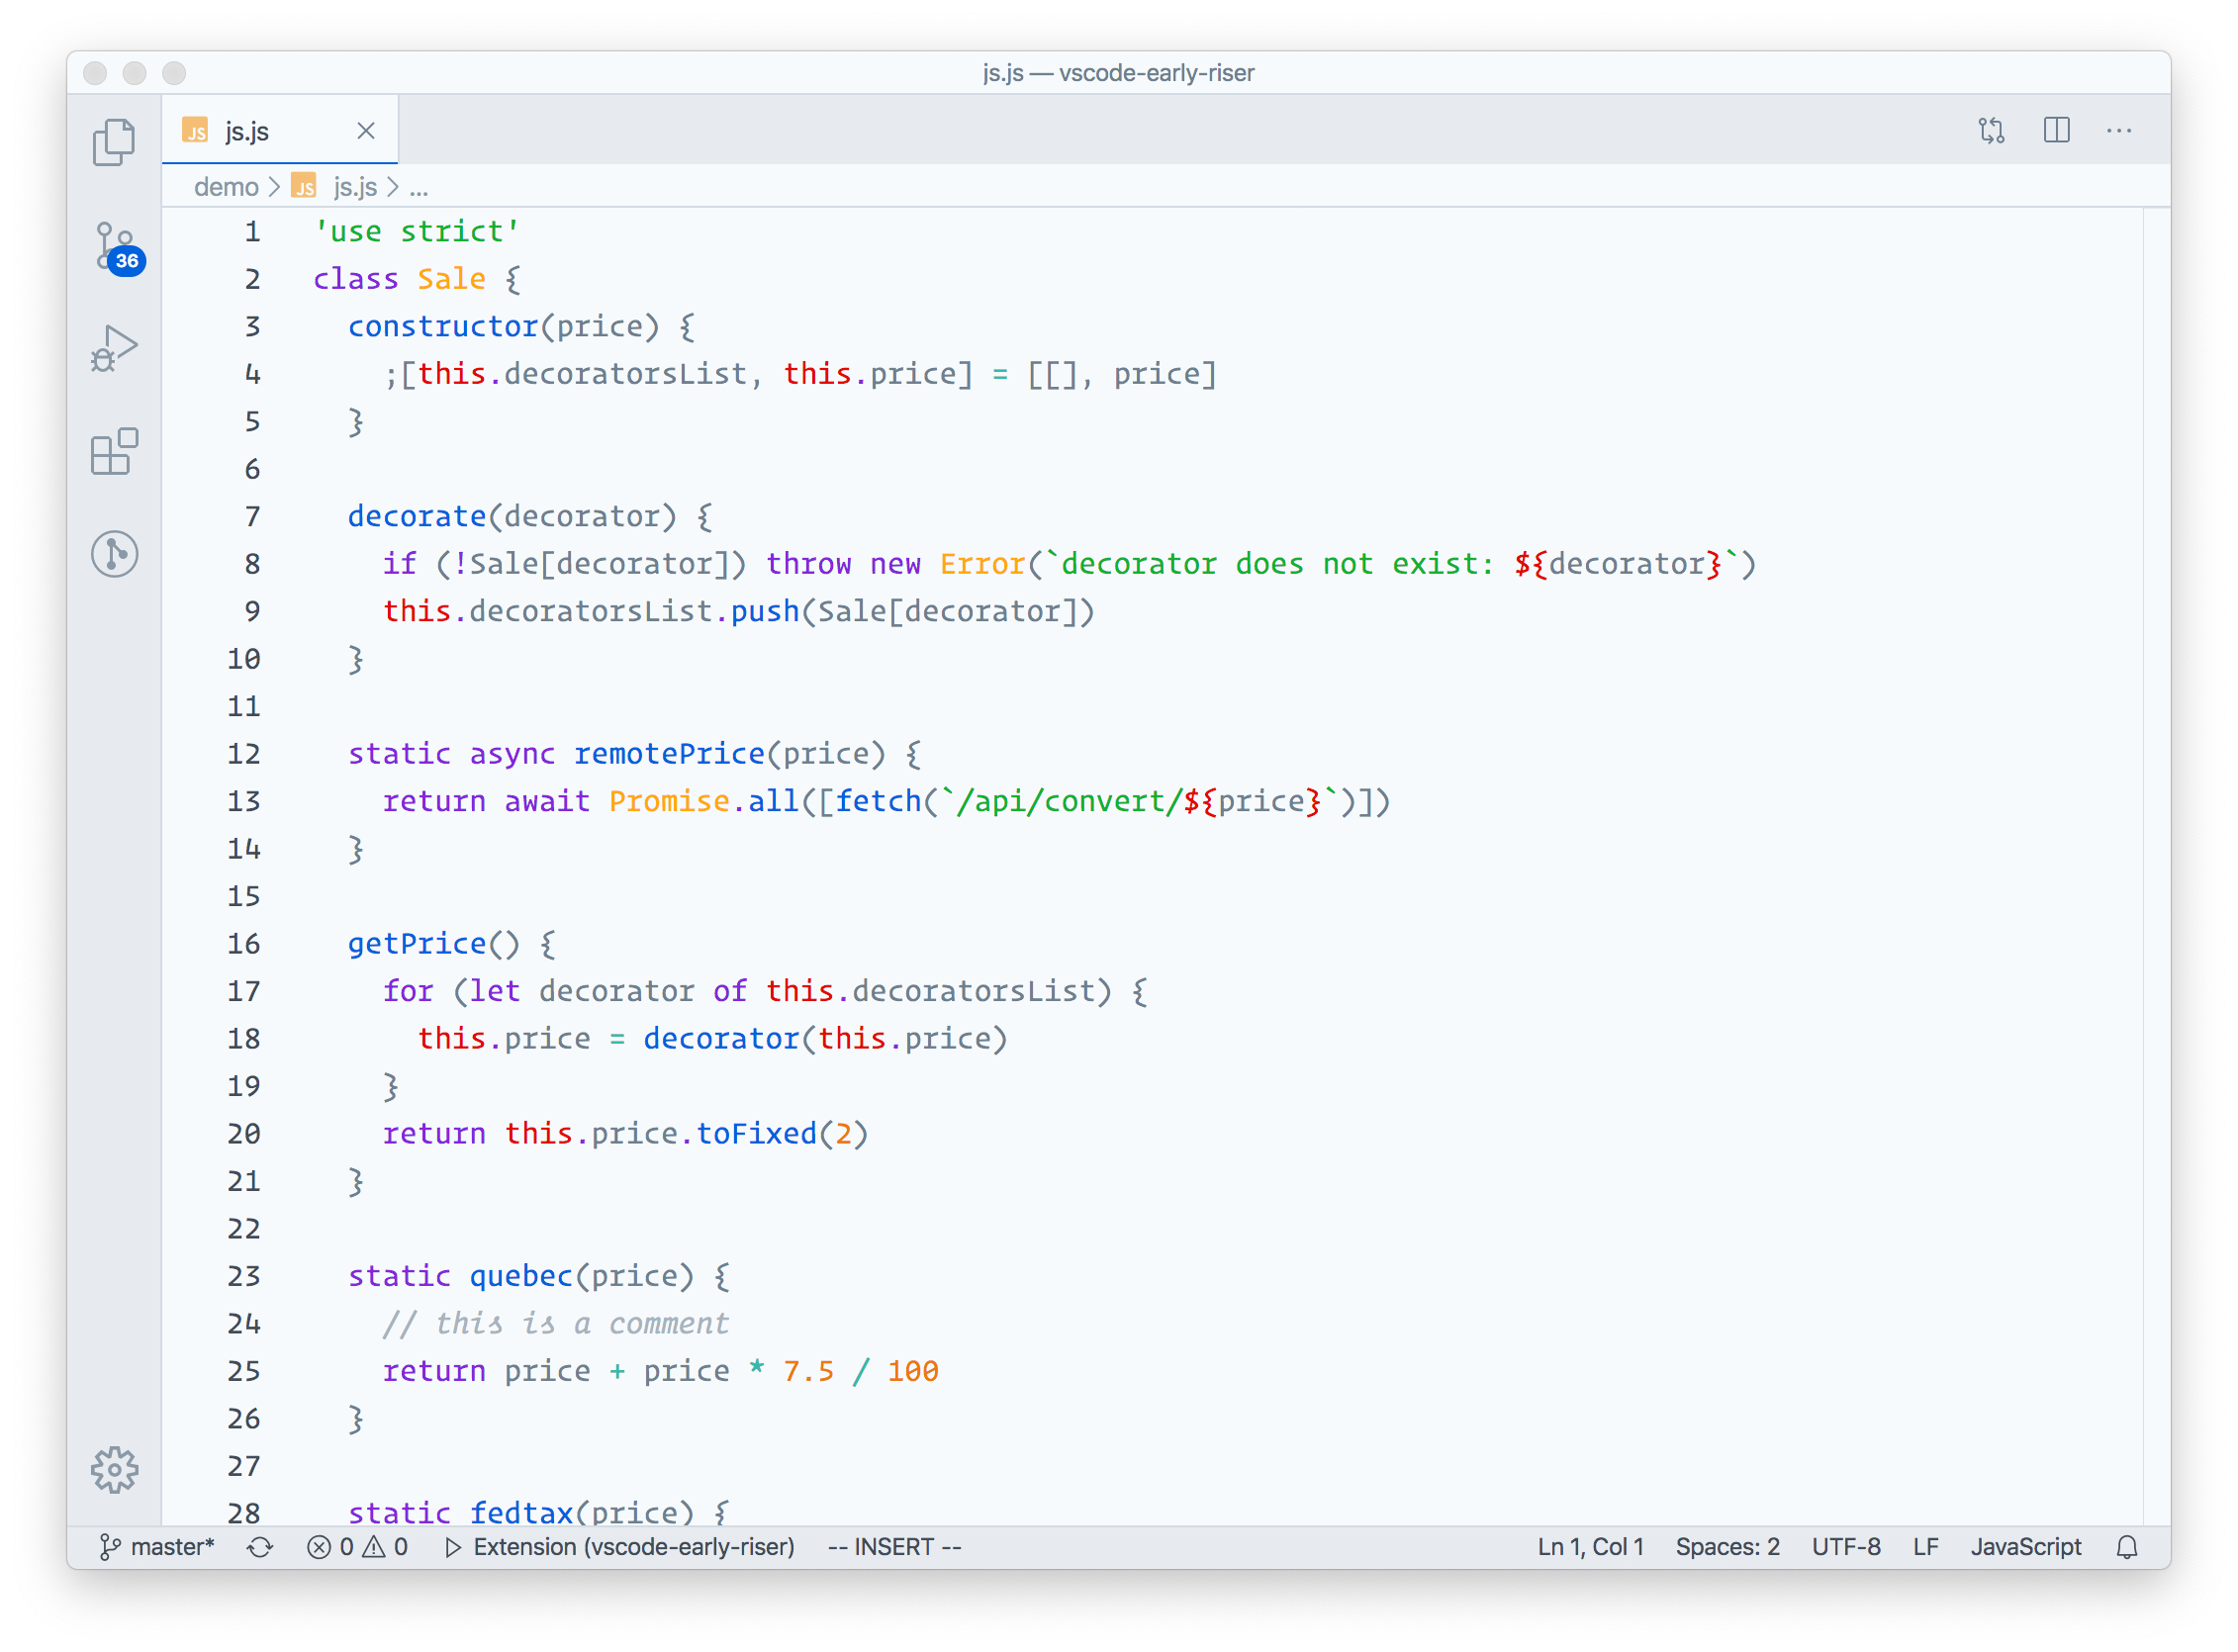 js.js — vscode-early-riser
JS js.js
demo > JS js.js > ...
36
1 'use strict'
2 class Sale {
3   constructor(price) {
4     ;[this.decoratorsList, this.price] = [[], price]
5   }
6
7   decorate(decorator) {
8     if (!Sale[decorator]) throw new Error(`decorator does not exist: ${decorator}`)
9     this.decoratorsList.push(Sale[decorator])
10   }
11
12   static async remotePrice(price) {
13     return await Promise.all([fetch(`/api/convert/${price}`)])
14   }
15
16   getPrice() {
17     for (let decorator of this.decoratorsList) {
18       this.price = decorator(this.price)
19     }
20     return this.price.toFixed(2)
21   }
22
23   static quebec(price) {
24     // this is a comment
25     return price + price * 7.5 / 100
26   }
27
28   static fedtax(price) {
master* 0 0 Extension (vscode-early-riser) -- INSERT -- Ln 1, Col 1 Spaces: 2 UTF-8 LF JavaScript